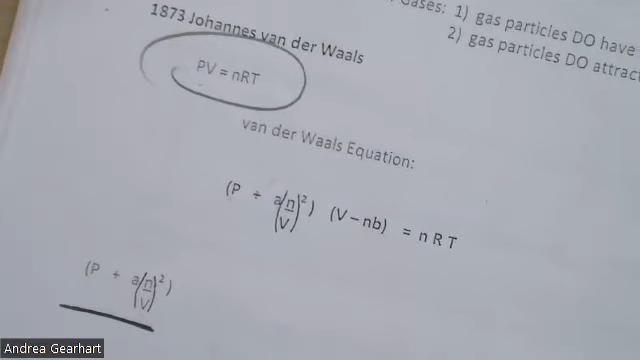 Gases: 1) gas particles DO have
1873 Johannes van der Waals
2) gas particles DO attract
PV = nRT
van der Waals Equation:
(P + a(n/V)²) (V – nb) = n R T
(P + a(n/V)²)
Andrea Gearhart